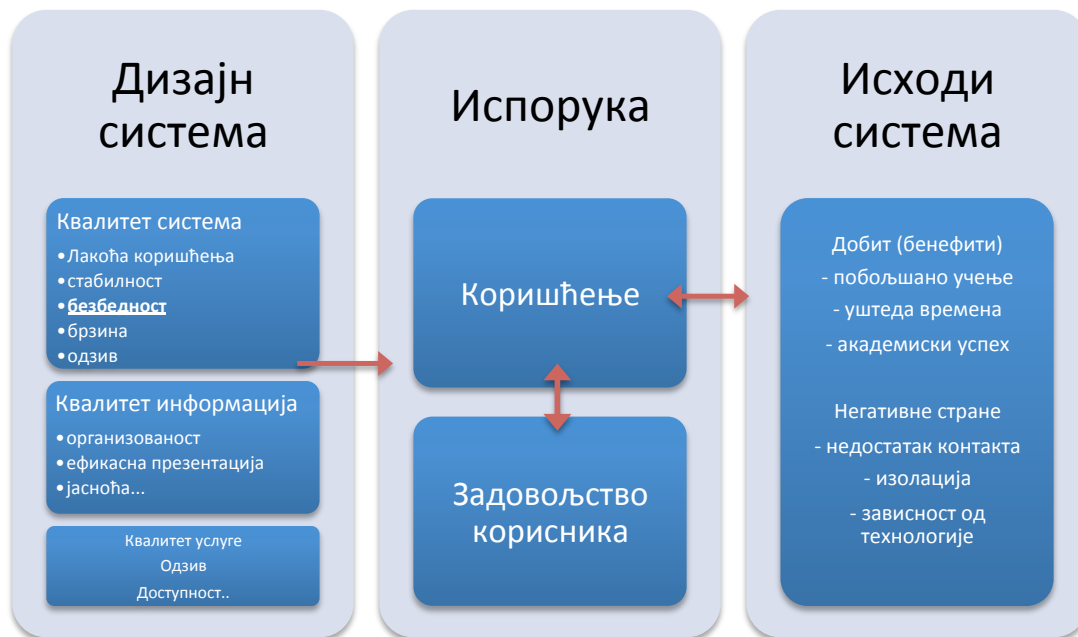 Дизајн
система
Квалитет система
•Лакоћа коришћења
•стабилност
•безбедност
•брзина
•одзив
Квалитет информација
•организованост
•ефикасна презентација
•јасноћа...
Квалитет услуге
Одзив
Доступност..
Испорука
Коришћење
Задовољство
корисника
Исходи
система
Добит (бенефити)
- побољшано учење
- уштеда времена
- академиски успех
Негативне стране
- недостатак контакта
- изолација
- зависност од
технологије